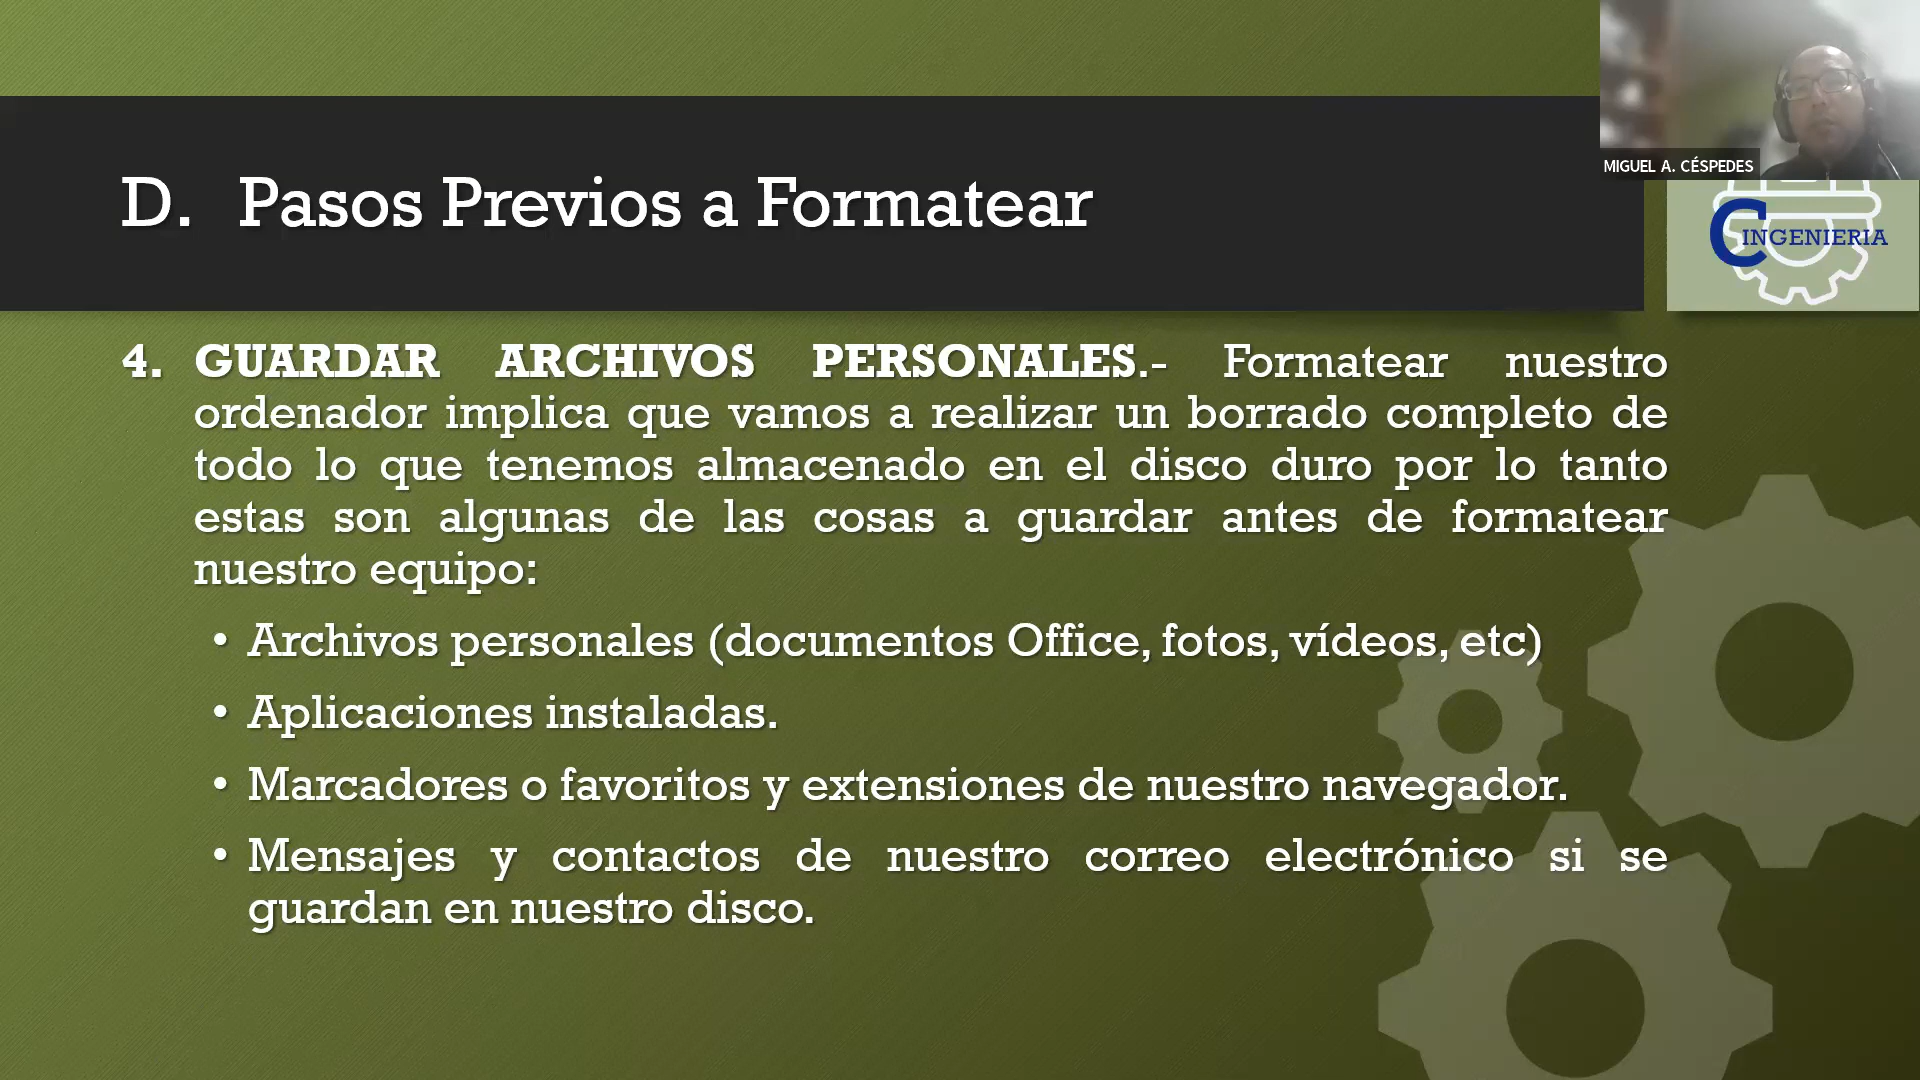 D. Pasos Previos a Formatear
MIGUEL A. CÉSPEDES
C INGENIERIA
4. GUARDAR ARCHIVOS PERSONALES.- Formatear nuestro
ordenador implica que vamos a realizar un borrado completo de
todo lo que tenemos almacenado en el disco duro por lo tanto
estas son algunas de las cosas a guardar antes de formatear
nuestro equipo:
• Archivos personales (documentos Office, fotos, vídeos, etc)
• Aplicaciones instaladas.
• Marcadores o favoritos y extensiones de nuestro navegador.
• Mensajes y contactos de nuestro correo electrónico si se
guardan en nuestro disco.